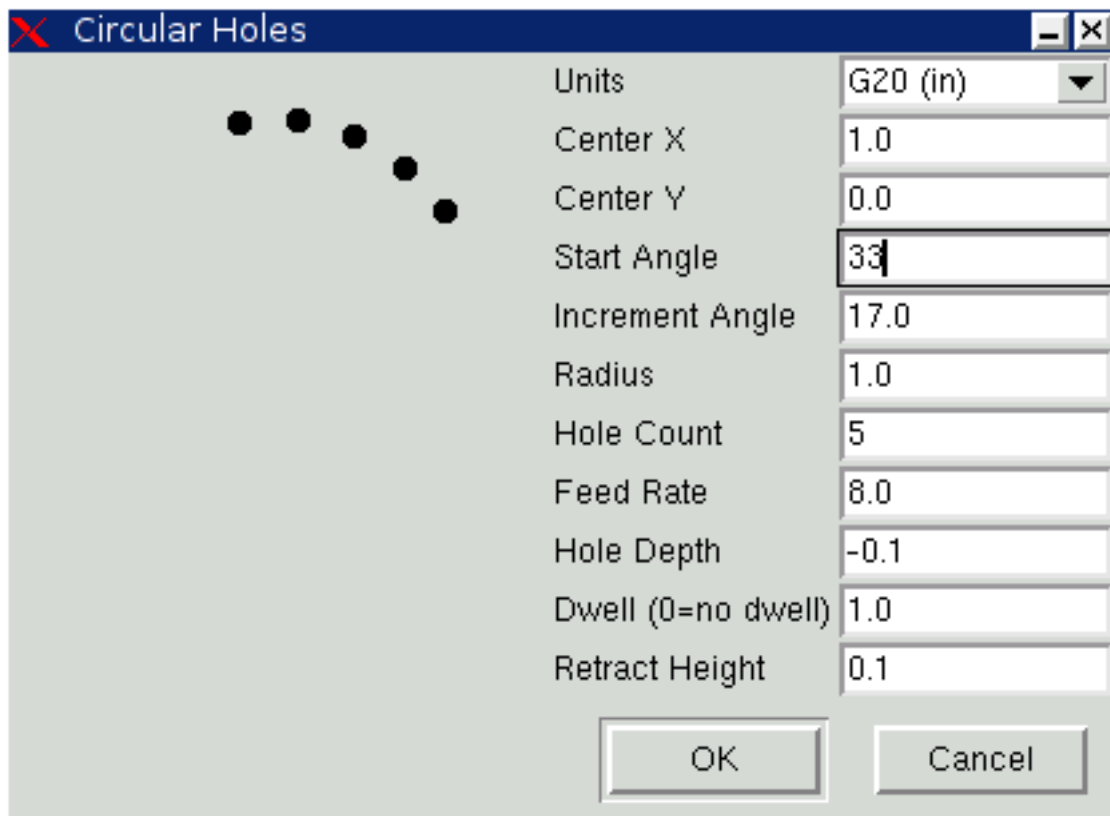 Circular Holes
Units G20 (in)
Center X 1.0
Center Y 0.0
Start Angle 33
Increment Angle 17.0
Radius 1.0
Hole Count 5
Feed Rate 8.0
Hole Depth -0.1
Dwell (0=no dwell) 1.0
Retract Height 0.1
OK Cancel